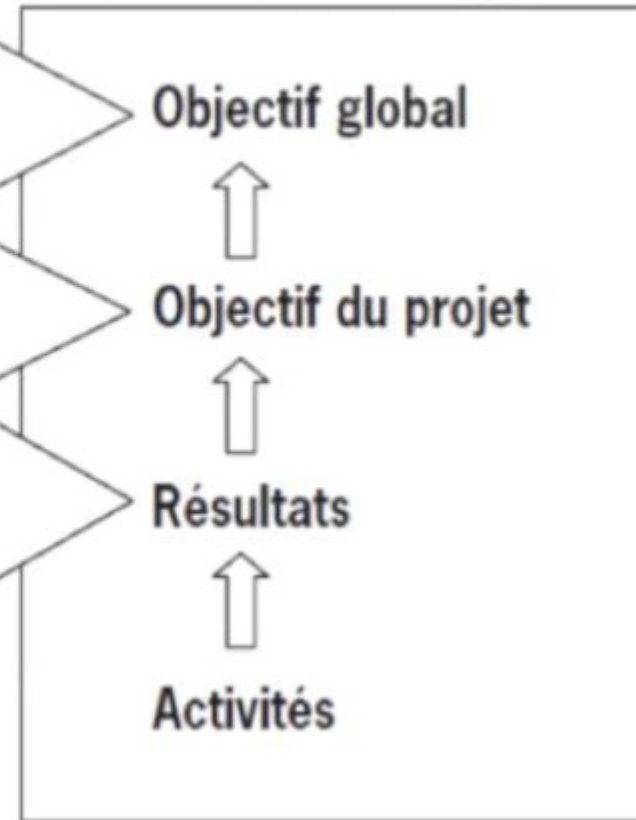 Objectif global
Objectif du projet
Résultats
Activités